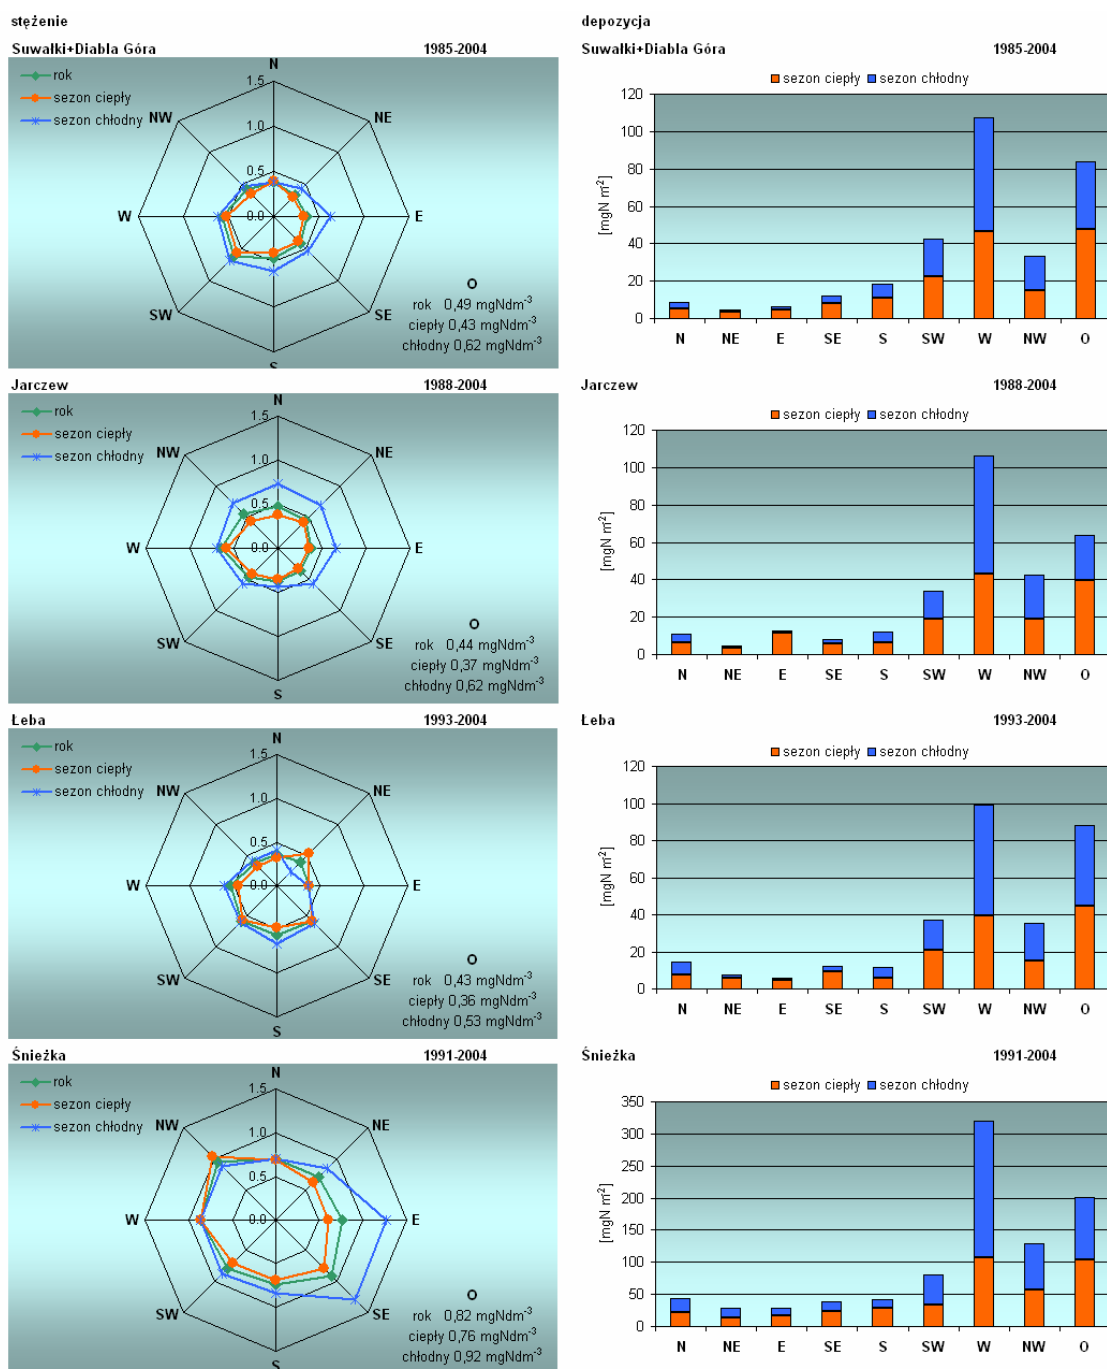 stężenie
Suwałki+Diabla Góra 1985-2004
rok
sezon ciepły
sezon chłodny
N
NE
E
SE
S
SW
W
NW
1.5
1.0
0.5
0.0
O
rok 0,49 mgNdm-3
ciepły 0,43 mgNdm-3
chłodny 0,62 mgNdm-3
depozycja
Suwałki+Diabla Góra 1985-2004
sezon ciepły sezon chłodny
[mgN m2]
120
100
80
60
40
20
0
N NE E SE S SW W NW O
Jarczew 1988-2004
rok
sezon ciepły
sezon chłodny
N
NE
E
SE
S
SW
W
NW
1.5
1.0
0.5
0.0
O
rok 0,44 mgNdm-3
ciepły 0,37 mgNdm-3
chłodny 0,62 mgNdm-3
Jarczew 1988-2004
sezon ciepły sezon chłodny
[mgN m2]
120
100
80
60
40
20
0
N NE E SE S SW W NW O
Łeba 1993-2004
rok
sezon ciepły
sezon chłodny
N
NE
E
SE
S
SW
W
NW
1.5
1.0
0.5
0.0
O
rok 0,43 mgNdm-3
ciepły 0,36 mgNdm-3
chłodny 0,53 mgNdm-3
Łeba 1993-2004
sezon ciepły sezon chłodny
[mgN m2]
120
100
80
60
40
20
0
N NE E SE S SW W NW O
Śnieżka 1991-2004
rok
sezon ciepły
sezon chłodny
N
NE
E
SE
S
SW
W
NW
1.5
1.0
0.5
0.0
O
rok 0,82 mgNdm-3
ciepły 0,76 mgNdm-3
chłodny 0,92 mgNdm-3
Śnieżka 1991-2004
sezon ciepły sezon chłodny
[mgN m2]
350
300
250
200
150
100
50
0
N NE E SE S SW W NW O